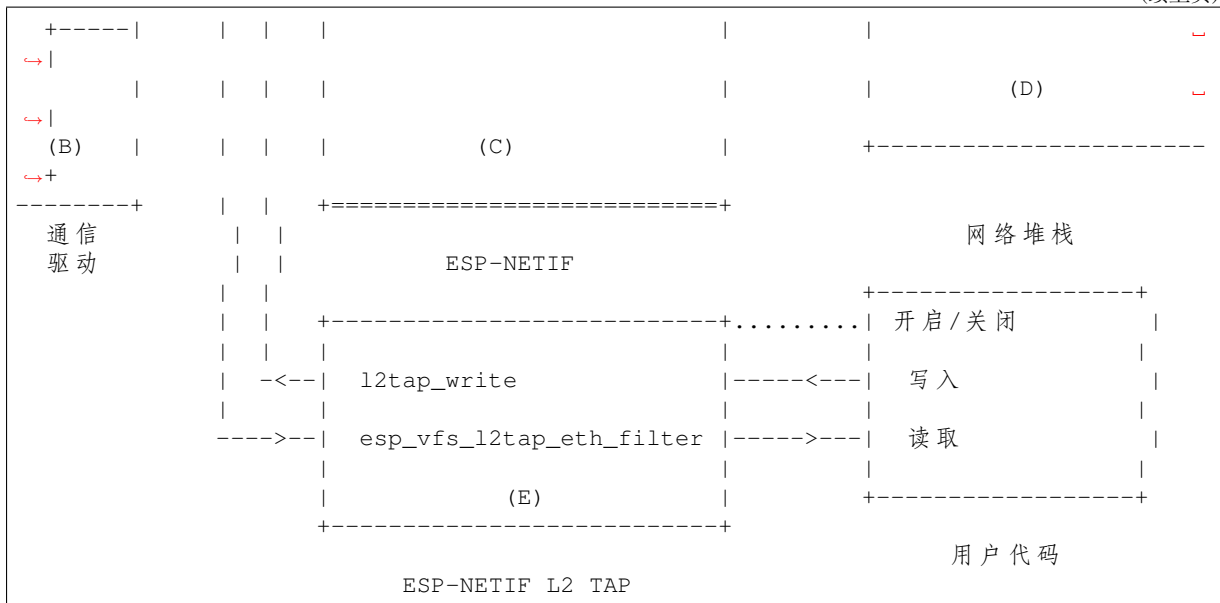 +-----|      |  |  |                           |         |                      ␣
↪|
        |      |  |  |                           |         |         (D)          ␣
↪|
  (B)   |      |  |  |          (C)              |         +-----------------------
↪+
--------+      |  |  +===========================+
  通信          |  |                                               网络堆栈
  驱动          |  |           ESP-NETIF
               |  |                                       +------------------+
               |  |  +---------------------------+.........| 开启/关闭         |
               |  |  |                           |         |                  |
               |  -<--|  l2tap_write              |-----<---|  写入            |
               |     |                           |         |                  |
               ---->--|  esp_vfs_l2tap_eth_filter |----->---|  读取            |
                     |                           |         |                  |
                     |            (E)            |         +------------------+
                     +---------------------------+
                                                                用户代码
                          ESP-NETIF L2 TAP